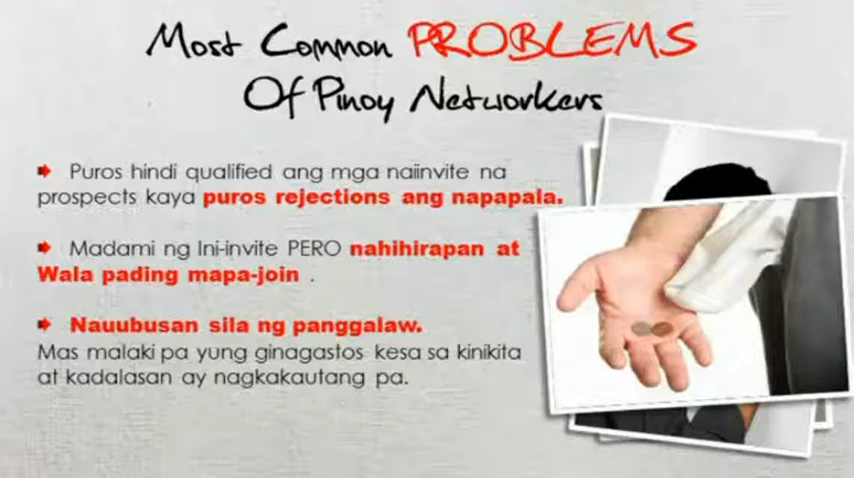 Most Common PROBLEMS
Of Pinoy Networkers
Puros hindi qualified ang mga naiinvite na
prospects kaya puros rejections ang napapala.
Madami ng Ini-invite PERO nahihirapan at
Wala pading mapa-join .
Nauubusan sila ng panggalaw.
Mas malaki pa yung ginagastos kesa sa kinikita
at kadalasan ay nagkakautang pa.